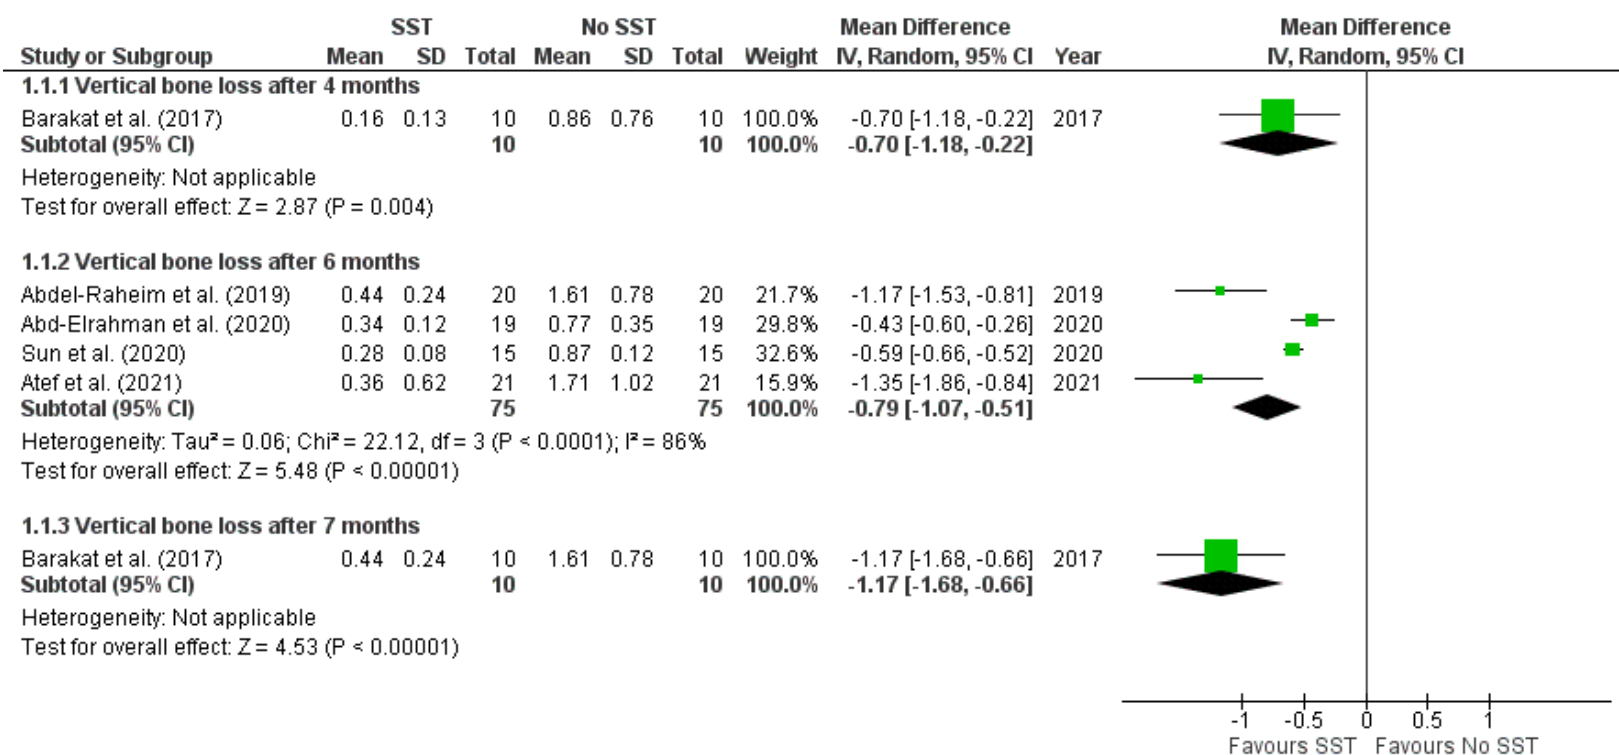 SST No SST Mean Difference Mean Difference
Study or Subgroup Mean SD Total Mean SD Total Weight IV, Random, 95% CI Year IV, Random, 95% CI
1.1.1 Vertical bone loss after 4 months
Barakat et al. (2017) 0.16 0.13 10 0.86 0.76 10 100.0% -0.70 [-1.18, -0.22] 2017
Subtotal (95% CI) 10 10 100.0% -0.70 [-1.18, -0.22]
Heterogeneity: Not applicable
Test for overall effect: Z = 2.87 (P = 0.004)
1.1.2 Vertical bone loss after 6 months
Abdel-Raheim et al. (2019) 0.44 0.24 20 1.61 0.78 20 21.7% -1.17 [-1.53, -0.81] 2019
Abd-Elrahman et al. (2020) 0.34 0.12 19 0.77 0.35 19 29.8% -0.43 [-0.60, -0.26] 2020
Sun et al. (2020) 0.28 0.08 15 0.87 0.12 15 32.6% -0.59 [-0.66, -0.52] 2020
Atef et al. (2021) 0.36 0.62 21 1.71 1.02 21 15.9% -1.35 [-1.86, -0.84] 2021
Subtotal (95% CI) 75 75 100.0% -0.79 [-1.07, -0.51]
Heterogeneity: Tau² = 0.06; Chi² = 22.12, df = 3 (P < 0.0001); I² = 86%
Test for overall effect: Z = 5.48 (P < 0.00001)
1.1.3 Vertical bone loss after 7 months
Barakat et al. (2017) 0.44 0.24 10 1.61 0.78 10 100.0% -1.17 [-1.68, -0.66] 2017
Subtotal (95% CI) 10 10 100.0% -1.17 [-1.68, -0.66]
Heterogeneity: Not applicable
Test for overall effect: Z = 4.53 (P < 0.00001)
-1 -0.5 0 0.5 1
Favours SST Favours No SST